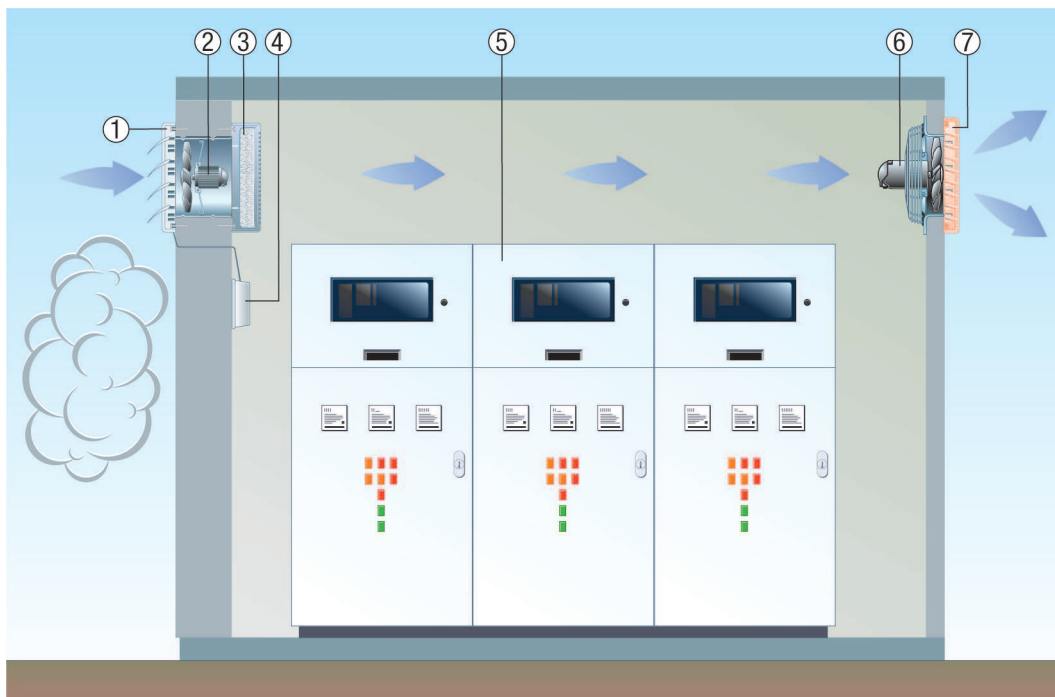 ② ③ ④ ⑤ ⑥ ⑦
①